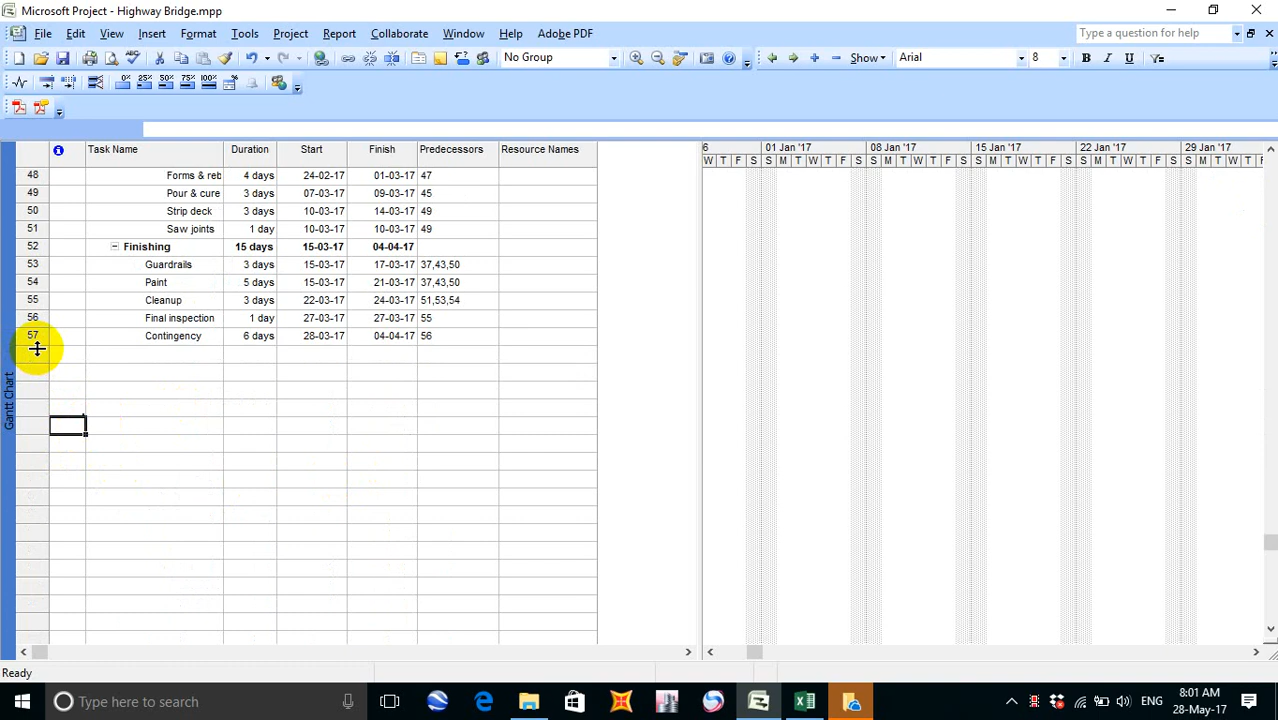 Microsoft Project - Highway Bridge.mpp
File Edit View Insert Format Tools Project Report Collaborate Window Help Adobe PDF Type a question for help
No Group Show Arial 8 B I U
0% 25% 50% 75% 100%
Task Name Duration Start Finish Predecessors Resource Names
6 01 Jan '17 08 Jan '17 15 Jan '17 22 Jan '17 29 Jan '17
W T F S S M T W T F S S M T W T F S S M T W T F S S M T W T F S S M T W T F
48 Forms & reb 4 days 24-02-17 01-03-17 47
49 Pour & cure 3 days 07-03-17 09-03-17 45
50 Strip deck 3 days 10-03-17 14-03-17 49
51 Saw joints 1 day 10-03-17 10-03-17 49
52 Finishing 15 days 15-03-17 04-04-17
53 Guardrails 3 days 15-03-17 17-03-17 37,43,50
54 Paint 5 days 15-03-17 21-03-17 37,43,50
55 Cleanup 3 days 22-03-17 24-03-17 51,53,54
56 Final inspection 1 day 27-03-17 27-03-17 55
57 Contingency 6 days 28-03-17 04-04-17 56
Gantt Chart
Ready
Type here to search
ENG
8:01 AM
28-May-17